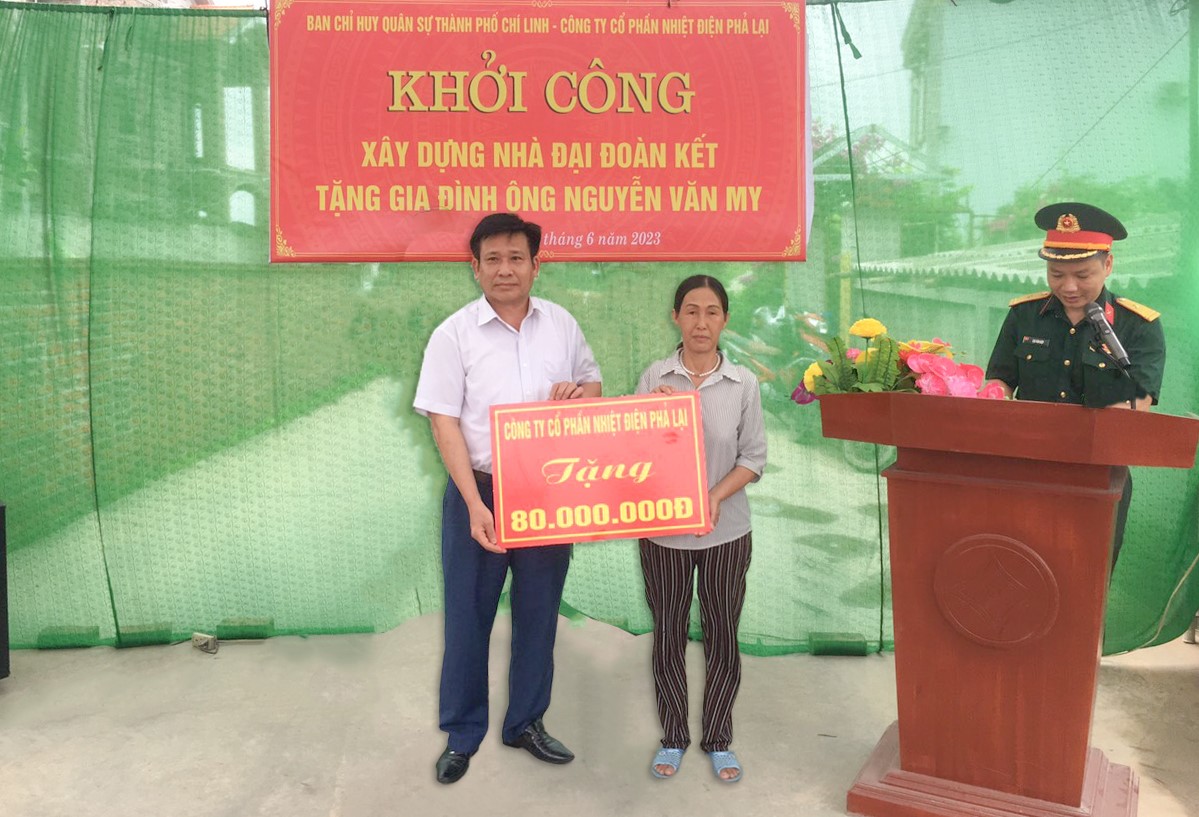 BAN CHỈ HUY QUÂN SỰ THÀNH PHỐ CHÍ LINH - CÔNG TY CỔ PHẦN NHIỆT ĐIỆN PHẢ LẠI
KHỞI CÔNG
XÂY DỰNG NHÀ ĐẠI ĐOÀN KẾT
TẶNG GIA ĐÌNH ÔNG NGUYỄN VĂN MY
tháng 6 năm 2023
CÔNG TY CỔ PHẦN NHIỆT ĐIỆN PHẢ LẠI
Tặng
80.000.000Đ